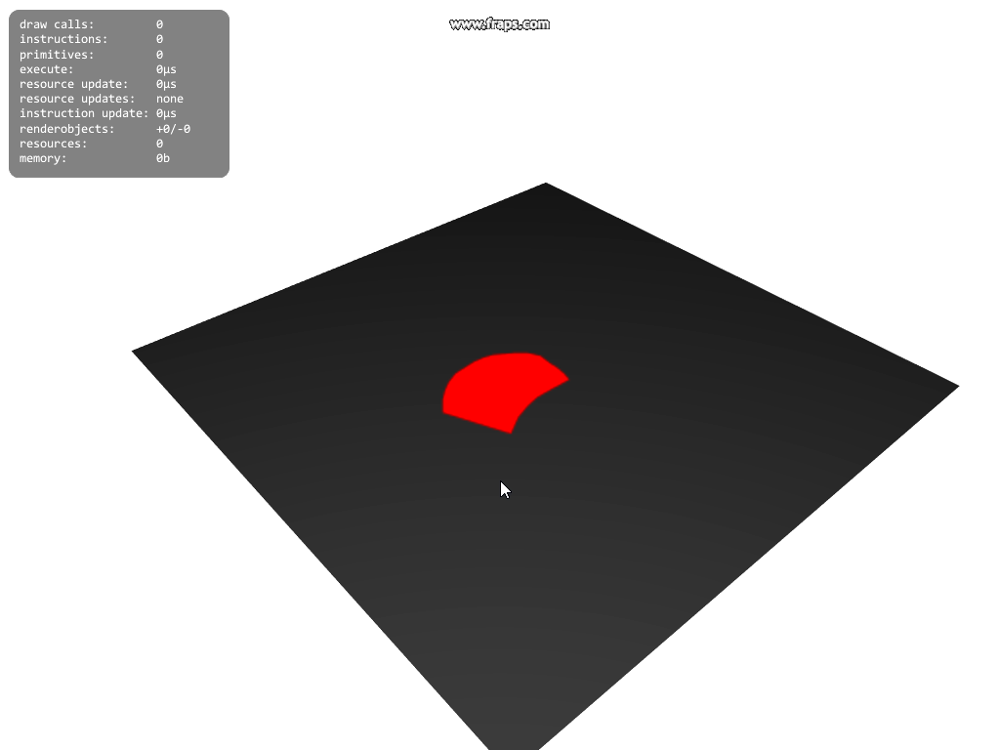 draw calls: 0
instructions: 0
primitives: 0
execute: 0µs
resource update: 0µs
resource updates: none
instruction update: 0µs
renderobjects: +0/-0
resources: 0
memory: 0b
www.fraps.com